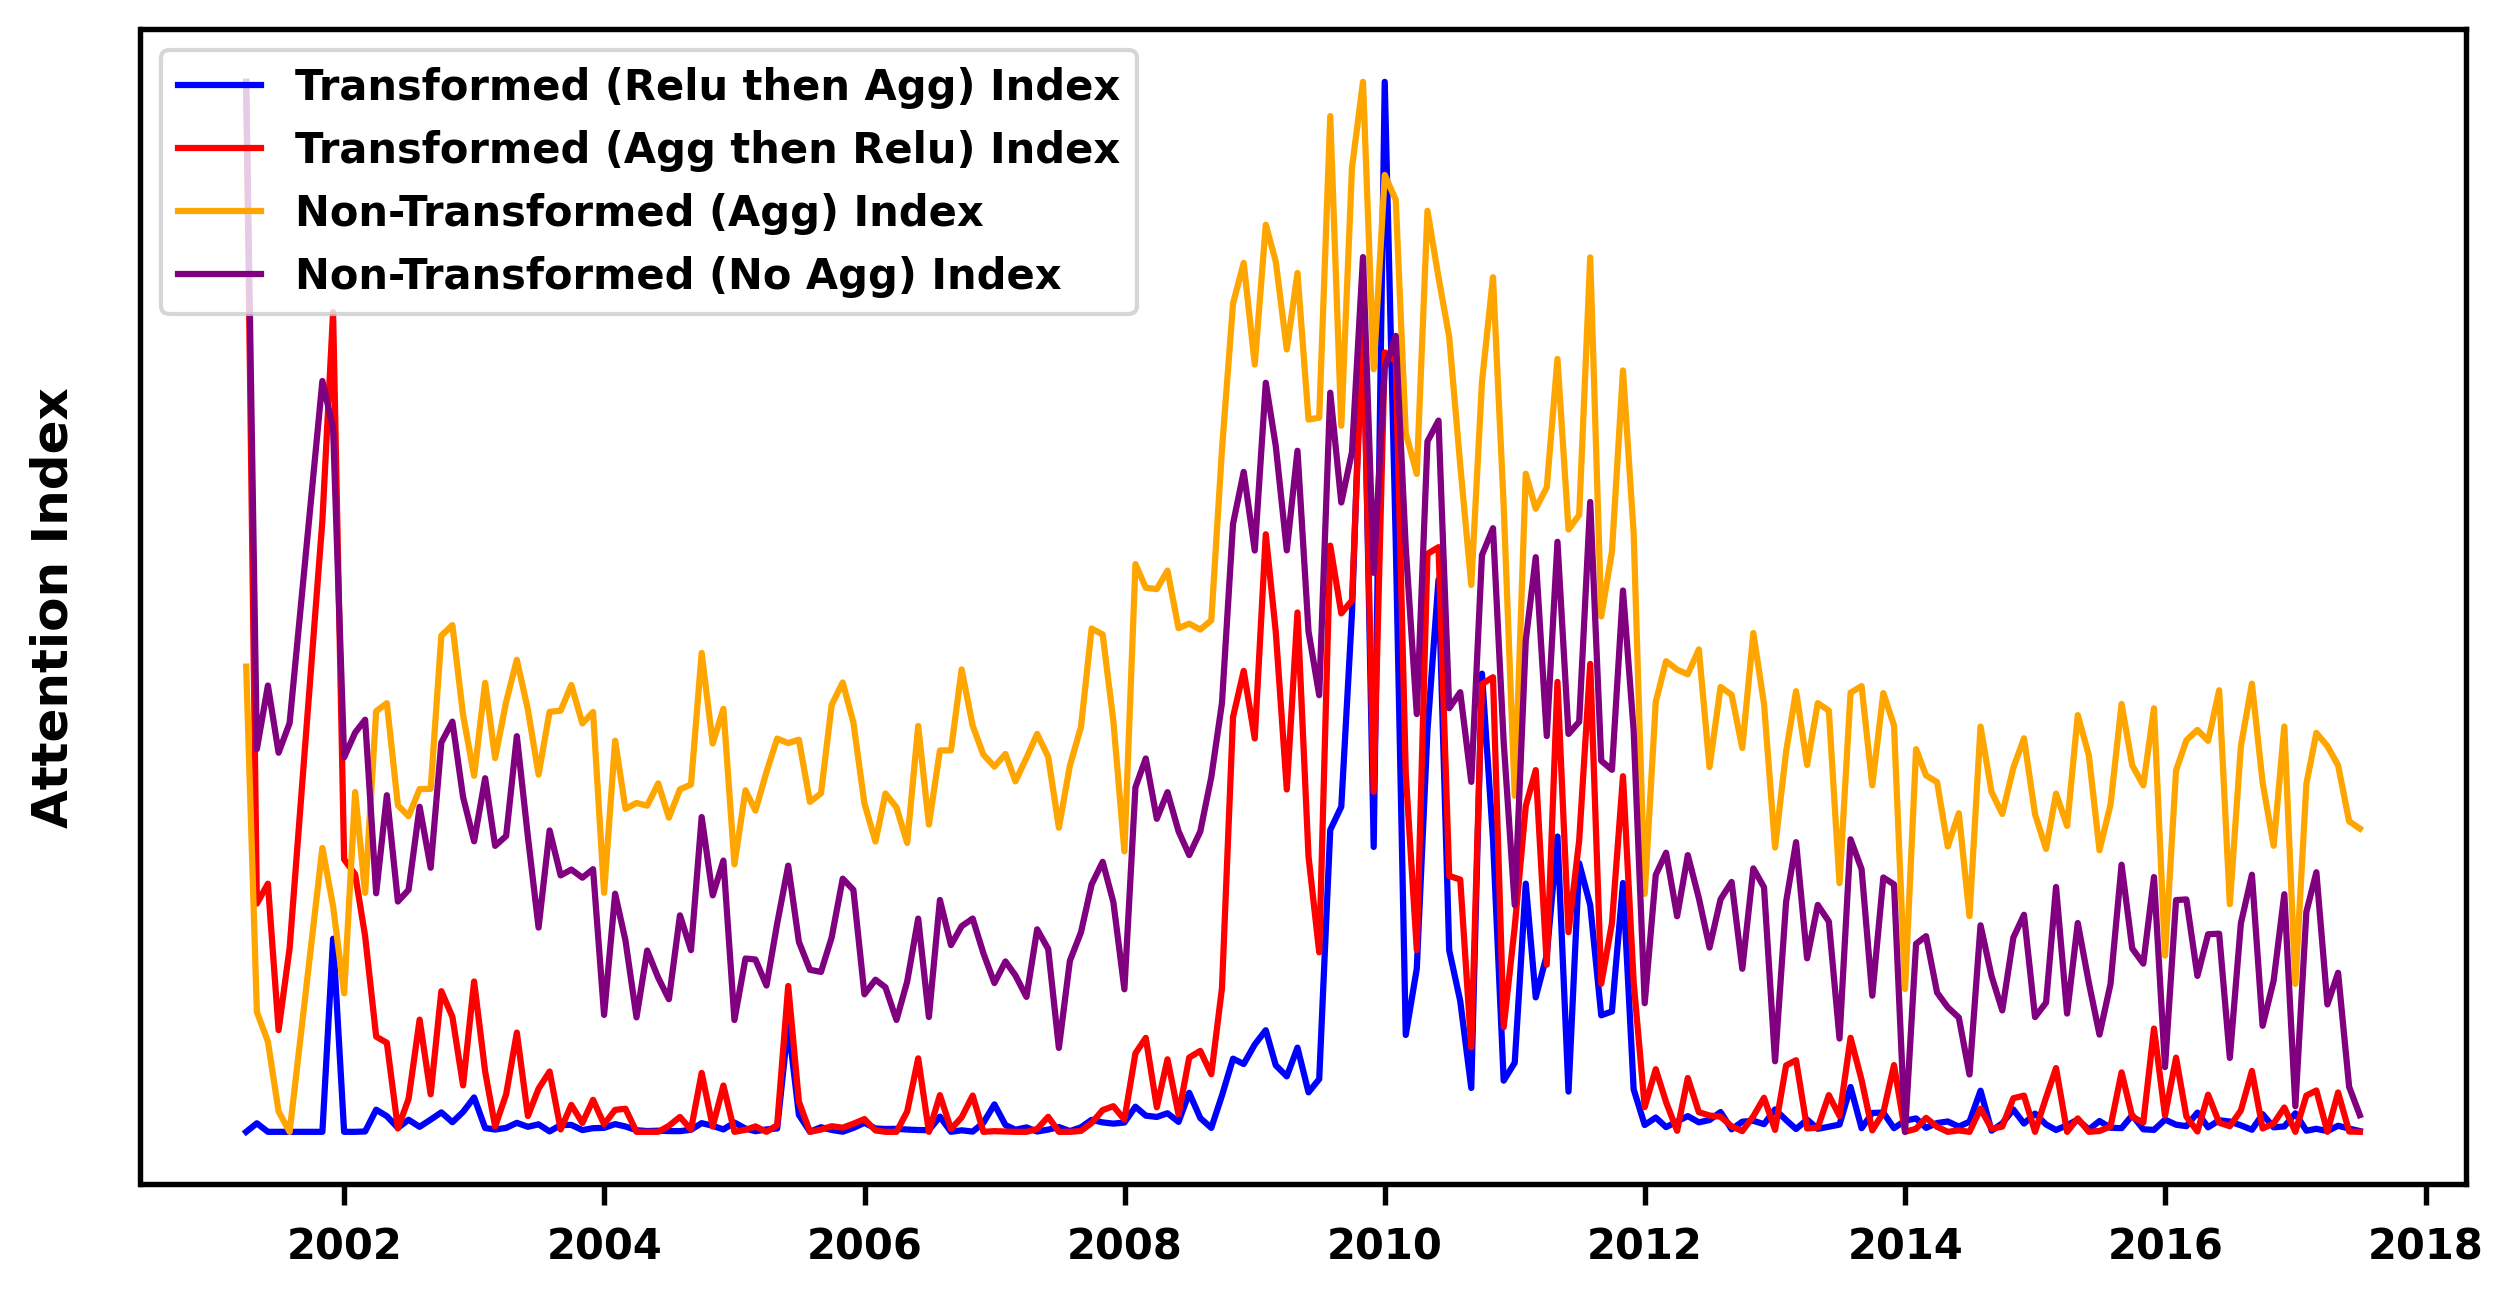 Transformed (Relu then Agg) Index
Transformed (Agg then Relu) Index
Non-Transformed (Agg) Index
Non-Transformed (No Agg) Index
Attention Index
2002 2004 2006 2008 2010 2012 2014 2016 2018